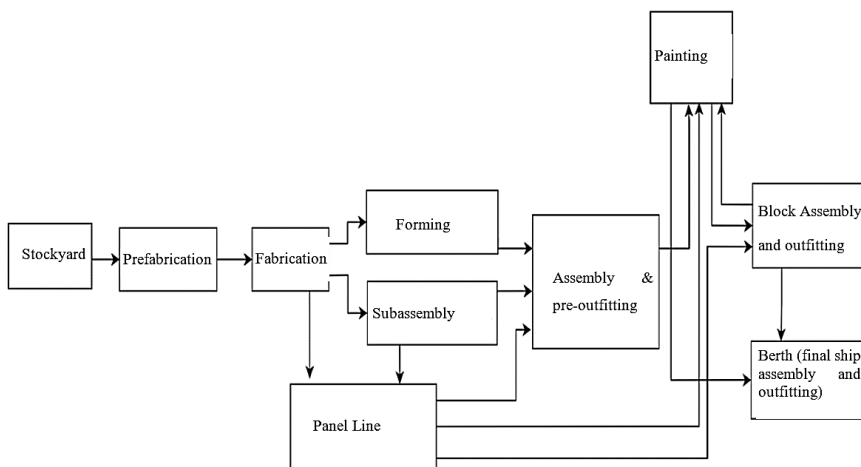 Painting
Stockyard
Prefabrication
Fabrication
Forming
Subassembly
Panel Line
Assembly &
pre-outfitting
Block Assembly
and outfitting
Berth (final ship
assembly and
outfitting)